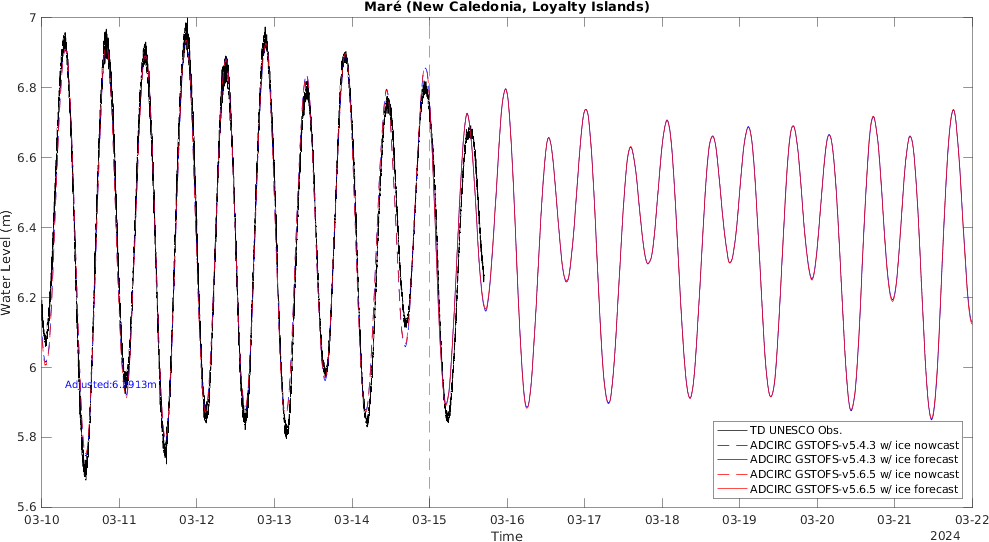 Maré (New Caledonia, Loyalty Islands)
7
6.8
6.6
6.4
6.2
6
5.8
5.6
Water Level (m)
03-10
03-11
03-12
03-13
03-14
03-15
03-16
03-17
03-18
03-19
03-20
03-21
03-22
Time
2024
TD UNESCO Obs.
ADCIRC GSTOFS-v5.4.3 w/ ice nowcast
ADCIRC GSTOFS-v5.4.3 w/ ice forecast
ADCIRC GSTOFS-v5.6.5 w/ ice nowcast
ADCIRC GSTOFS-v5.6.5 w/ ice forecast